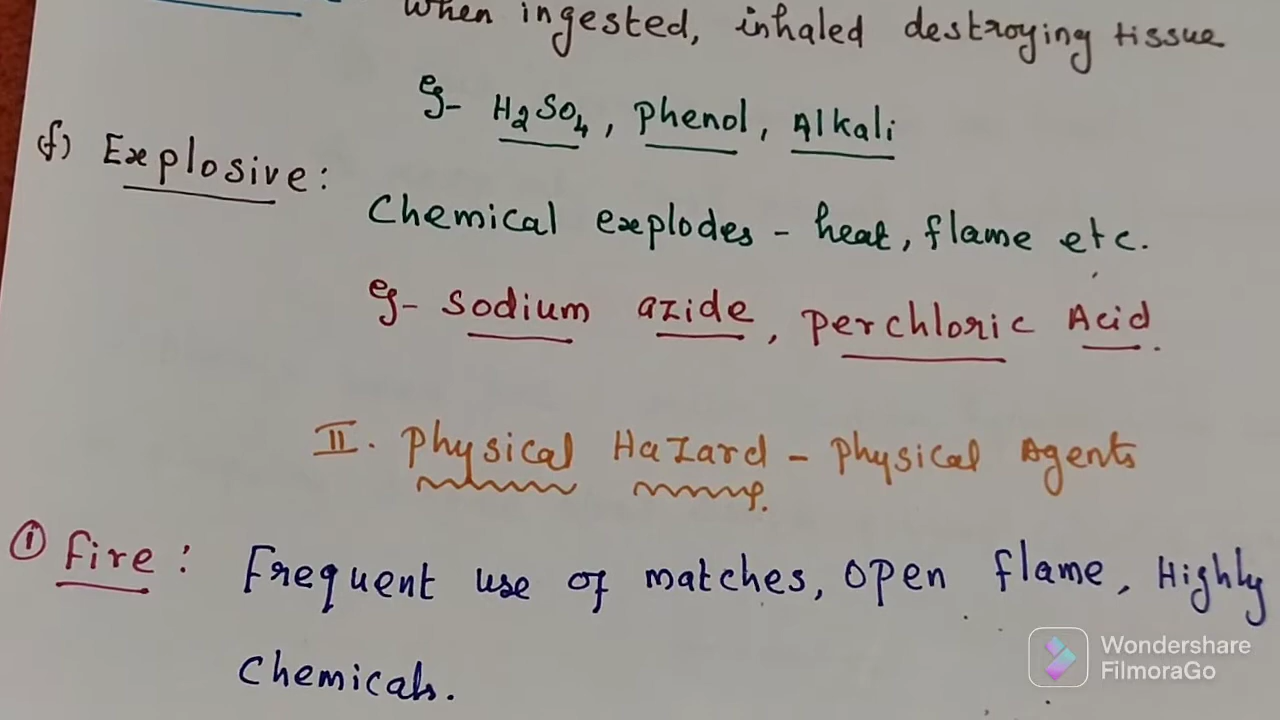 when ingested, inhaled destroying tissue
eg- H2SO4, phenol, Alkali
(f) Explosive:
Chemical explodes - heat, flame etc.
eg- sodium azide, perchloric Acid.
II. Physical Hazard - Physical Agents
① Fire: Frequent use of matches, open flame, Highly
Chemicals.
Wondershare
FilmoraGo